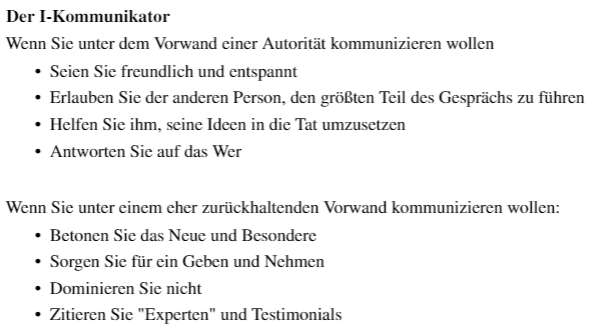 Der I-Kommunikator
Wenn Sie unter dem Vorwand einer Autorität kommunizieren wollen
• Seien Sie freundlich und entspannt
• Erlauben Sie der anderen Person, den größten Teil des Gesprächs zu führen
• Helfen Sie ihm, seine Ideen in die Tat umzusetzen
• Antworten Sie auf das Wer
Wenn Sie unter einem eher zurückhaltenden Vorwand kommunizieren wollen:
• Betonen Sie das Neue und Besondere
• Sorgen Sie für ein Geben und Nehmen
• Dominieren Sie nicht
• Zitieren Sie "Experten" und Testimonials